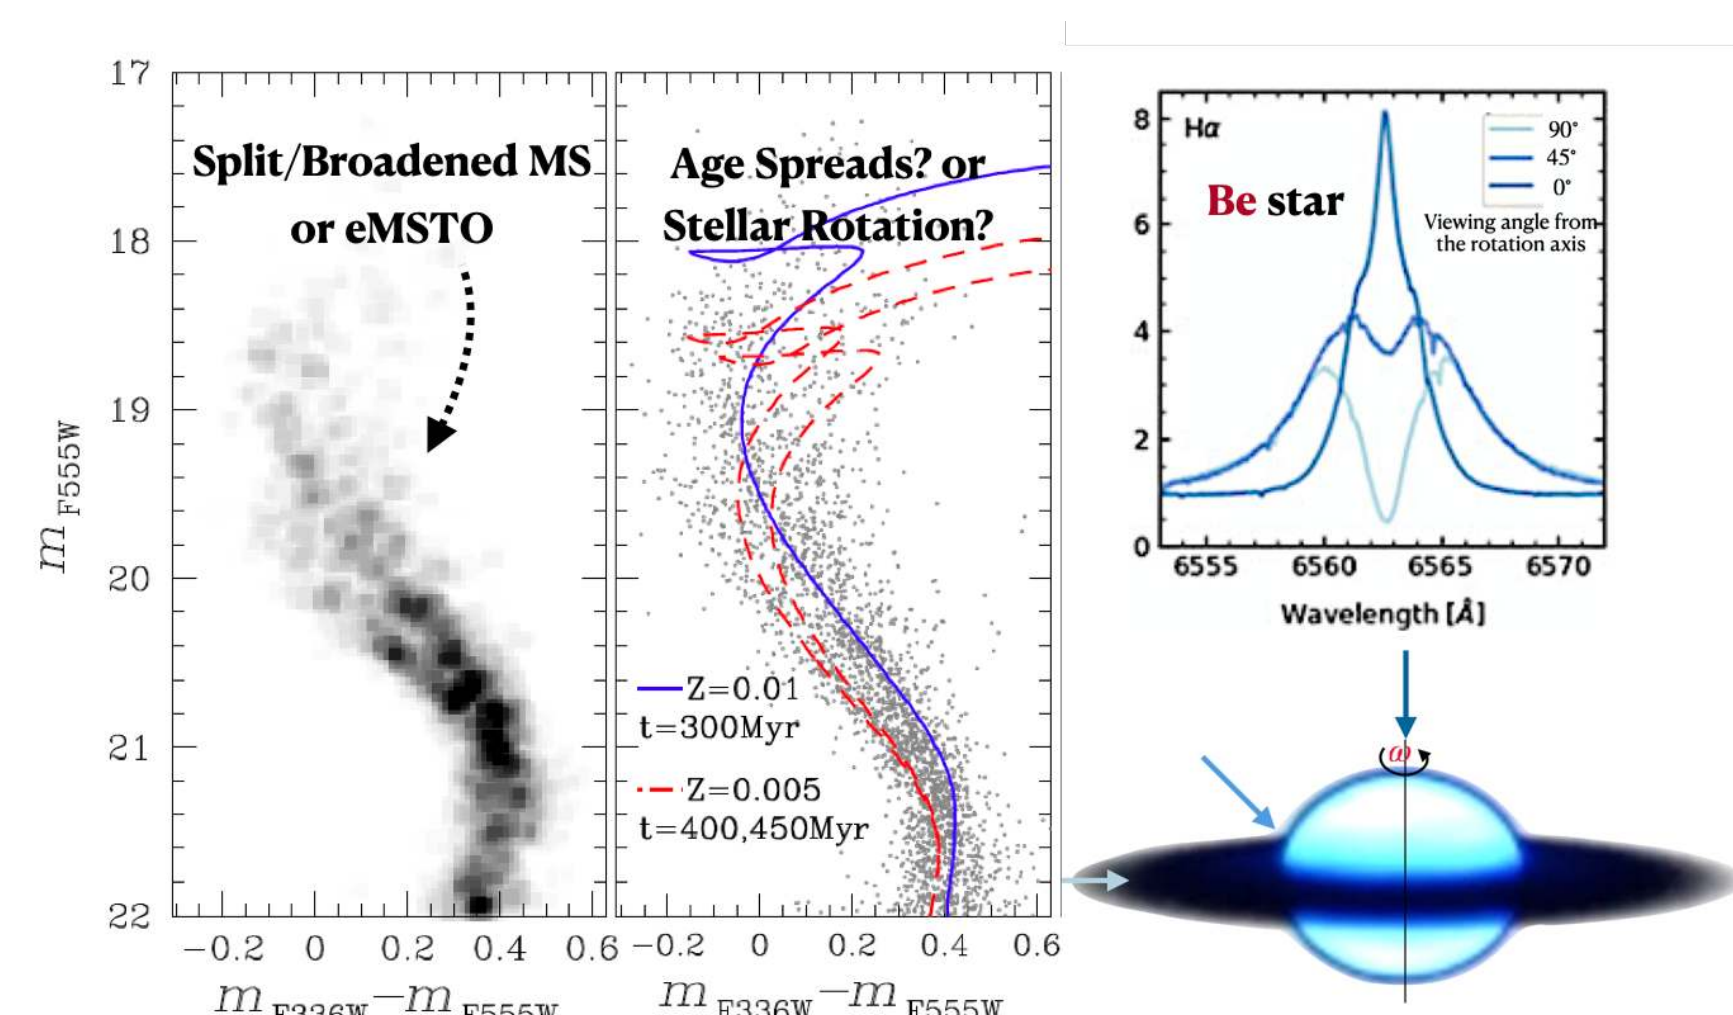 17
18
19
20
21
22
m F555W
Split/Broadened MS
or eMSTO
−0.2 0 0.2 0.4 0.6
m F336W −m F555W
Age Spreads? or
Stellar Rotation?
Z=0.01
t=300Myr
Z=0.005
t=400,450Myr
−0.2 0 0.2 0.4 0.6
m F336W −m F555W
8
6
4
2
0
Hα
Be star
90°
45°
0°
Viewing angle from
the rotation axis
6555 6560 6565 6570
Wavelength [Å]
ω